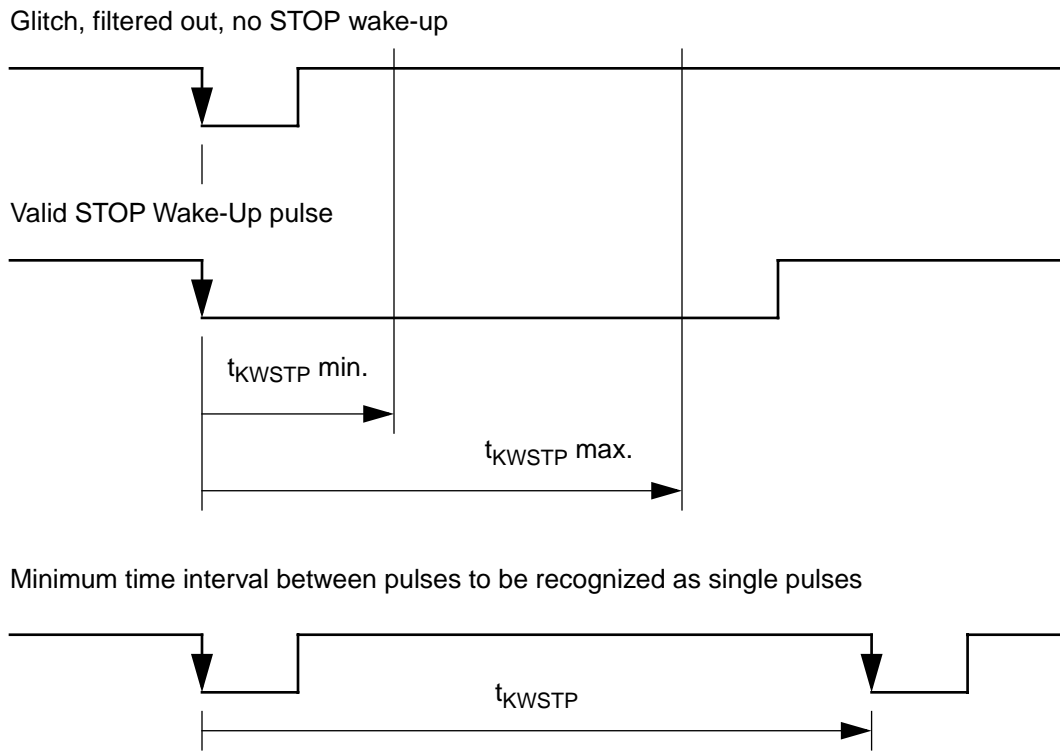 Glitch, filtered out, no STOP wake-up
Valid STOP Wake-Up pulse
tKWSTP min.
tKWSTP max.
Minimum time interval between pulses to be recognized as single pulses
tKWSTP